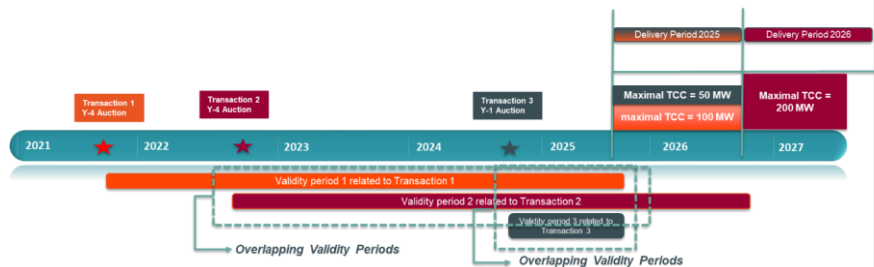 Delivery Period 2025
Delivery Period 2026
Transaction 1
Y-4 Auction
Transaction 2
Y-4 Auction
Transaction 3
Y-1 Auction
Maximal TCC = 50 MW
maximal TCC = 100 MW
Maximal TCC =
200 MW
2021
2022
2023
2024
2025
2026
2027
Validity period 1 related to Transaction 1
Validity period 2 related to Transaction 2
Validity period 3 related to
Transaction 3
Overlapping Validity Periods
Overlapping Validity Periods